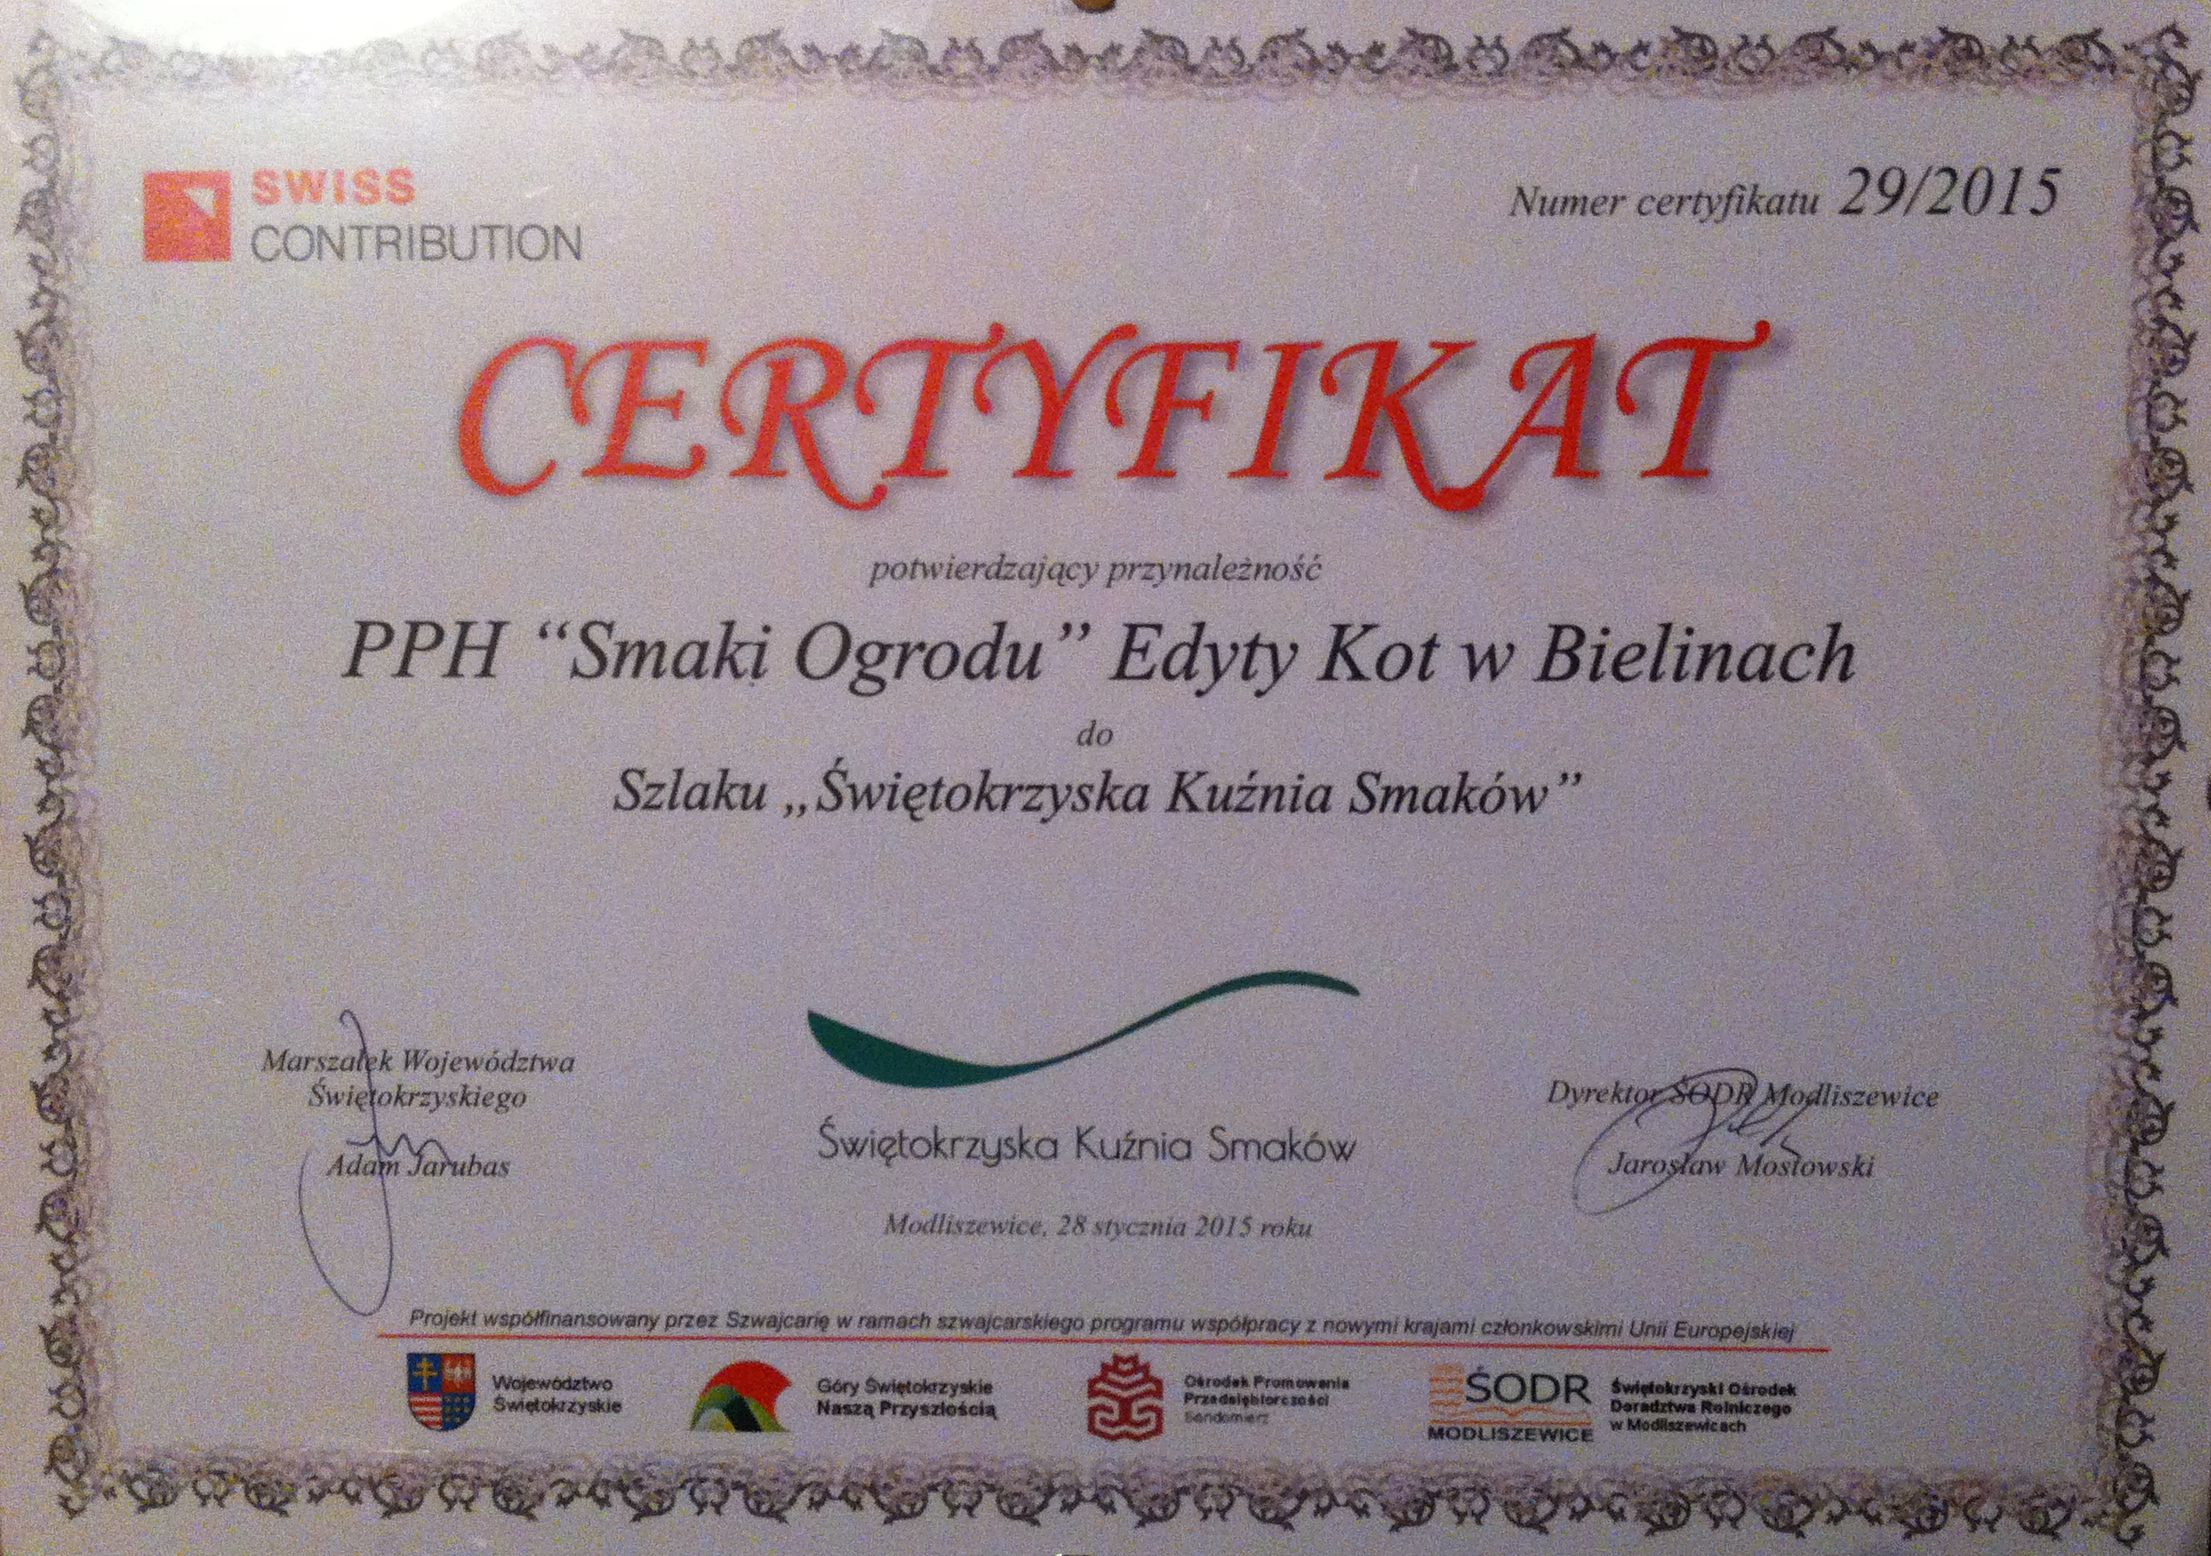 SWISS
CONTRIBUTION
Numer certyfikatu 29/2015
CERTYFIKAT
potwierdzający przynależność
PPH “Smaki Ogrodu” Edyty Kot w Bielinach
do
Szlaku „Świętokrzyska Kuźnia Smaków”
Marszałek Województwa
Świętokrzyskiego
Adam Jarubas
Świętokrzyska Kuźnia Smaków
Dyrektor ŚODR Modliszewice
Jarosław Mostowski
Modliszewice, 28 stycznia 2015 roku
Projekt współfinansowany przez Szwajcarię w ramach szwajcarskiego programu współpracy z nowymi krajami członkowskimi Unii Europejskiej
Województwo
Świętokrzyskie
Góry Świętokrzyskie
Naszą Przyszłością
Ośrodek Promowania
Przedsiębiorczości
Sandomierz
ŚODR
MODLISZEWICE
Świętokrzyski Ośrodek
Doradztwa Rolniczego
w Modliszewicach